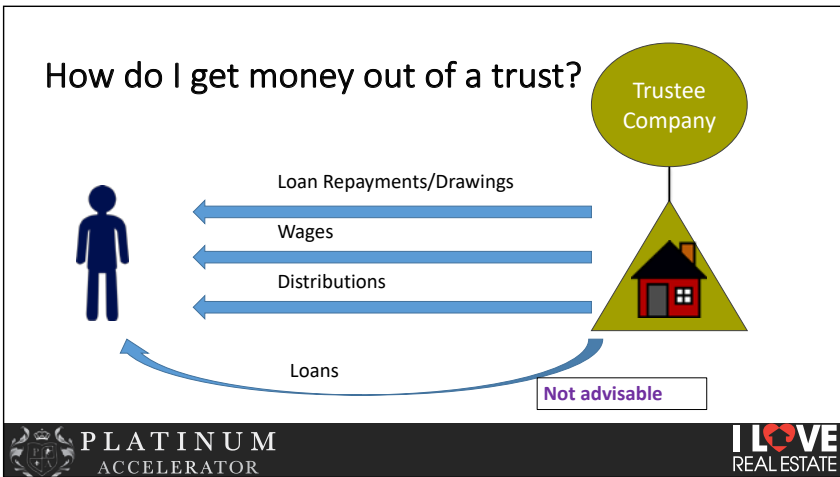 How do I get money out of a trust?
Trustee
Company
Loan Repayments/Drawings
Wages
Distributions
Loans
Not advisable
PLATINUM
ACCELERATOR
I LOVE
REAL ESTATE